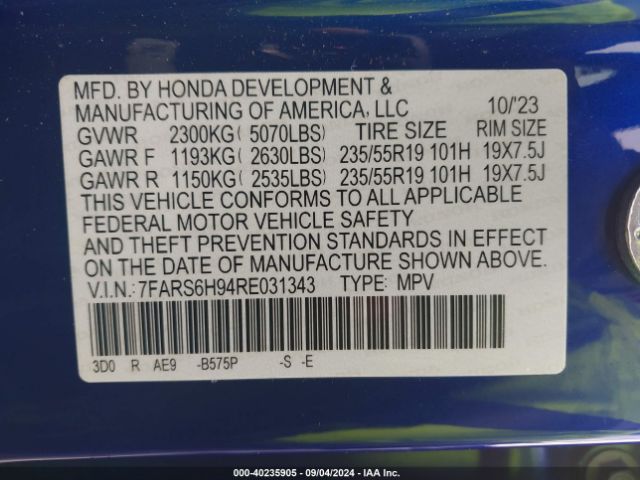 MFD. BY HONDA DEVELOPMENT &
MANUFACTURING OF AMERICA, LLC 10/'23
GVWR 2300KG( 5070LBS) TIRE SIZE RIM SIZE
GAWR F 1193KG( 2630LBS) 235/55R19 101H 19X7.5J
GAWR R 1150KG( 2535LBS) 235/55R19 101H 19X7.5J
THIS VEHICLE CONFORMS TO ALL APPLICABLE
FEDERAL MOTOR VEHICLE SAFETY
AND THEFT PREVENTION STANDARDS IN EFFECT
ON THE DATE OF MANUFACTURE SHOWN ABOVE.
V.I.N.:7FARS6H94RE031343 TYPE: MPV
3D0 R AE9 -B575P -S -E
000-40235905 - 09/04/2024 - IAA Inc.